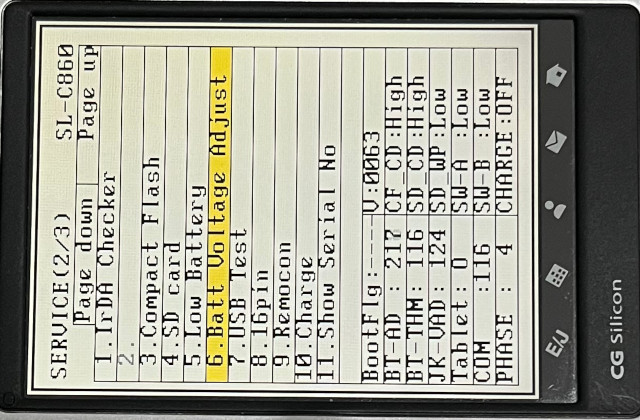 SERVICE(2/3) SL-C860
Page down Page up
1.IrDA Checker
2.
3.Compact Flash
4.SD card
5.Low Battery
6.Batt Voltage Adjust
7.USB Test
8.16pin
9.Remocon
10.Charge
11.Show Serial No
BootFlg:---- V:0063
BT-AD : 217 CF_CD:High
BT-THM: 116 SD_CD:High
JK-VAD: 124 SD_WP:Low
Tablet: 0 SW-A :Low
COM :116 SW-B :Low
PHASE : 4 CHARGE:OFF
E/J
CG Silicon